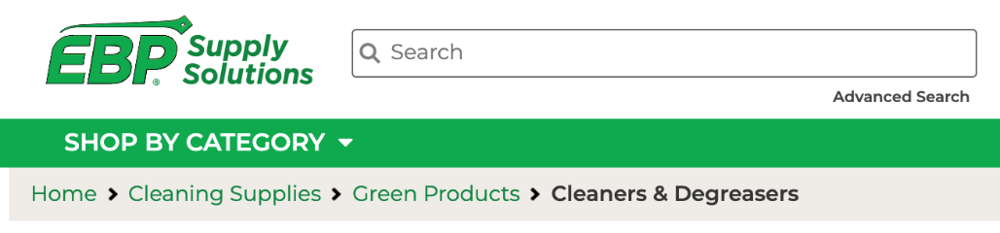 EBP® Supply
Solutions
Search
Advanced Search
SHOP BY CATEGORY
Home > Cleaning Supplies > Green Products > Cleaners & Degreasers